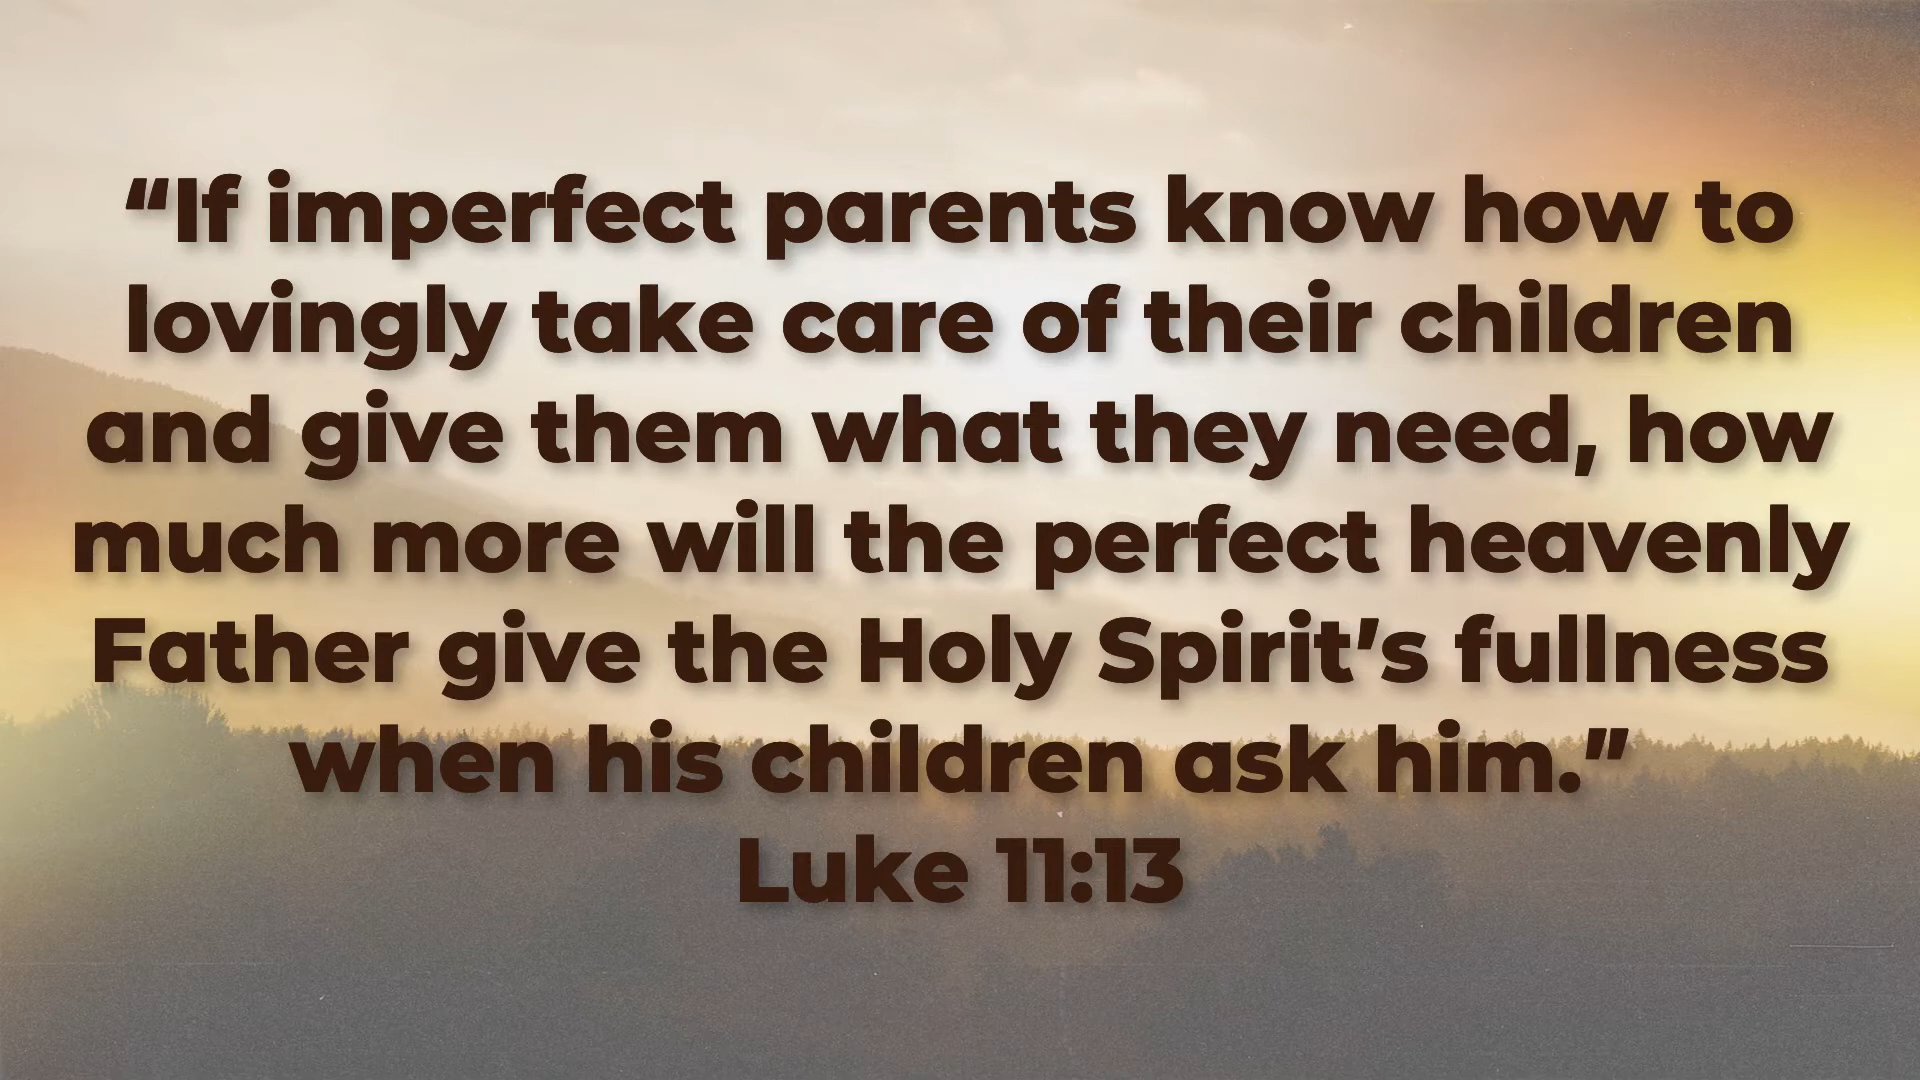 “If imperfect parents know how to
lovingly take care of their children
and give them what they need, how
much more will the perfect heavenly
Father give the Holy Spirit’s fullness
when his children ask him.”
Luke 11:13